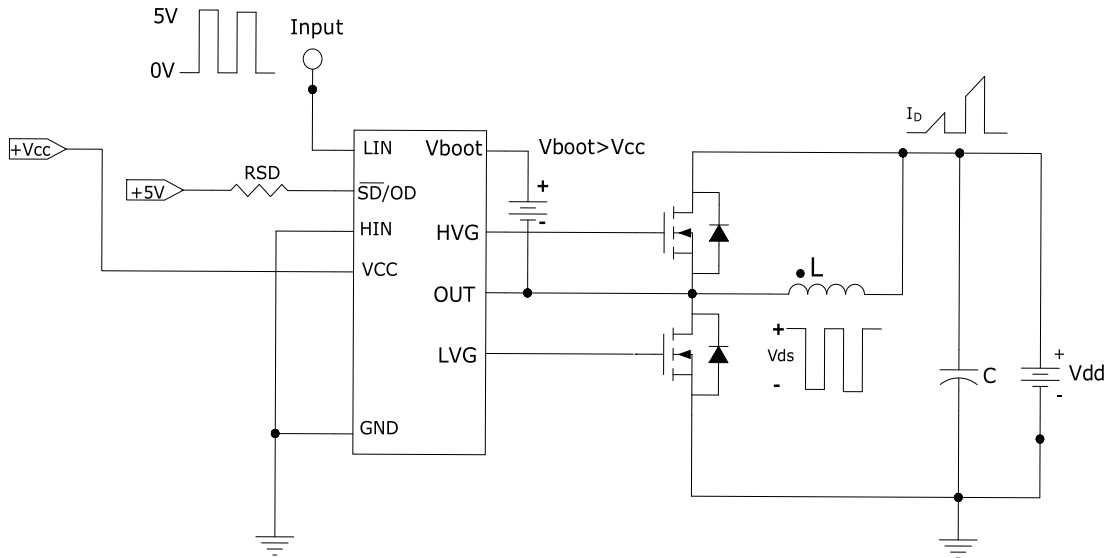 5V
0V
Input
+Vcc
+5V
RSD
LIN
SD/OD
HIN
VCC
GND
Vboot
HVG
OUT
LVG
Vboot>Vcc
+
-
L
+
Vds
-
ID
C
+
Vdd
-